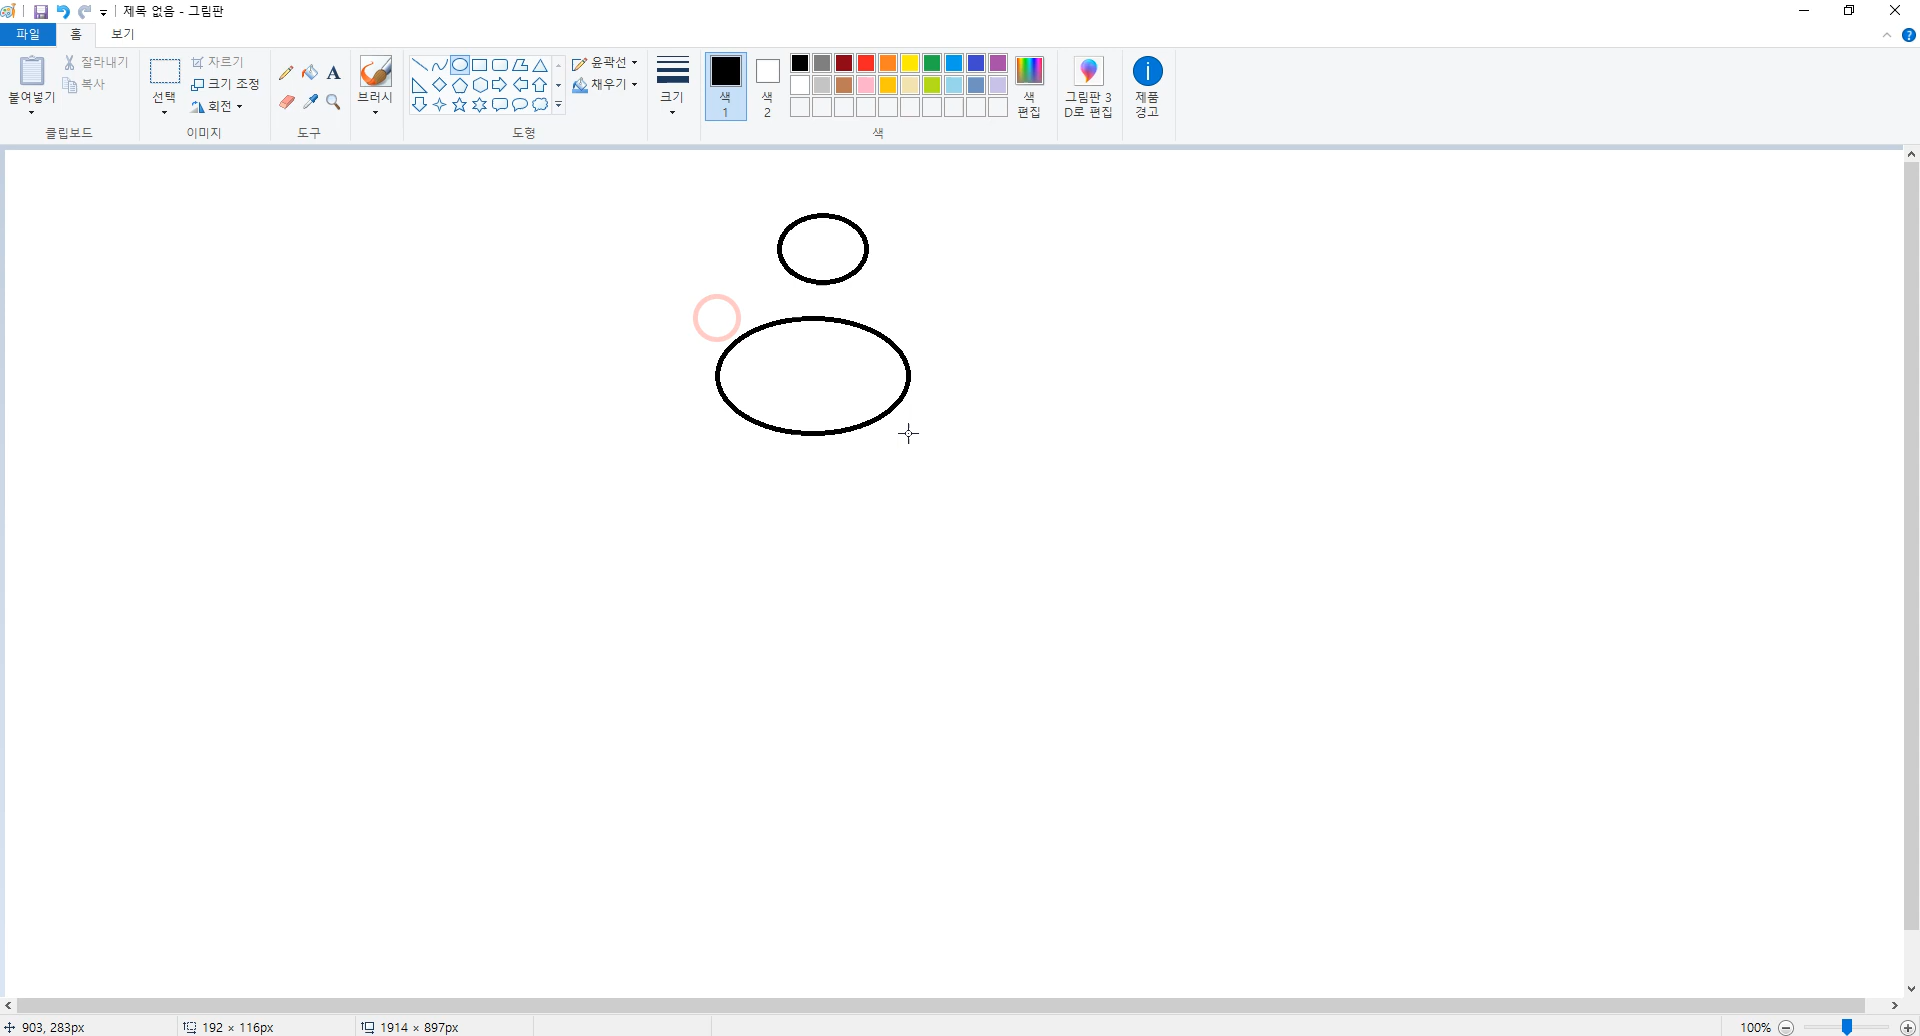 제목 없음 - 그림판
파일 홈 보기
붙여넣기
잘라내기
복사
클립보드
선택
자르기
크기 조정
회전
이미지
A
도구
브러시
도형
윤곽선
채우기
크기
색
1
색
2
색
색
편집
그림판 3
D로 편집
제품
경고
903, 283px
192 × 116px
1914 × 897px
100%